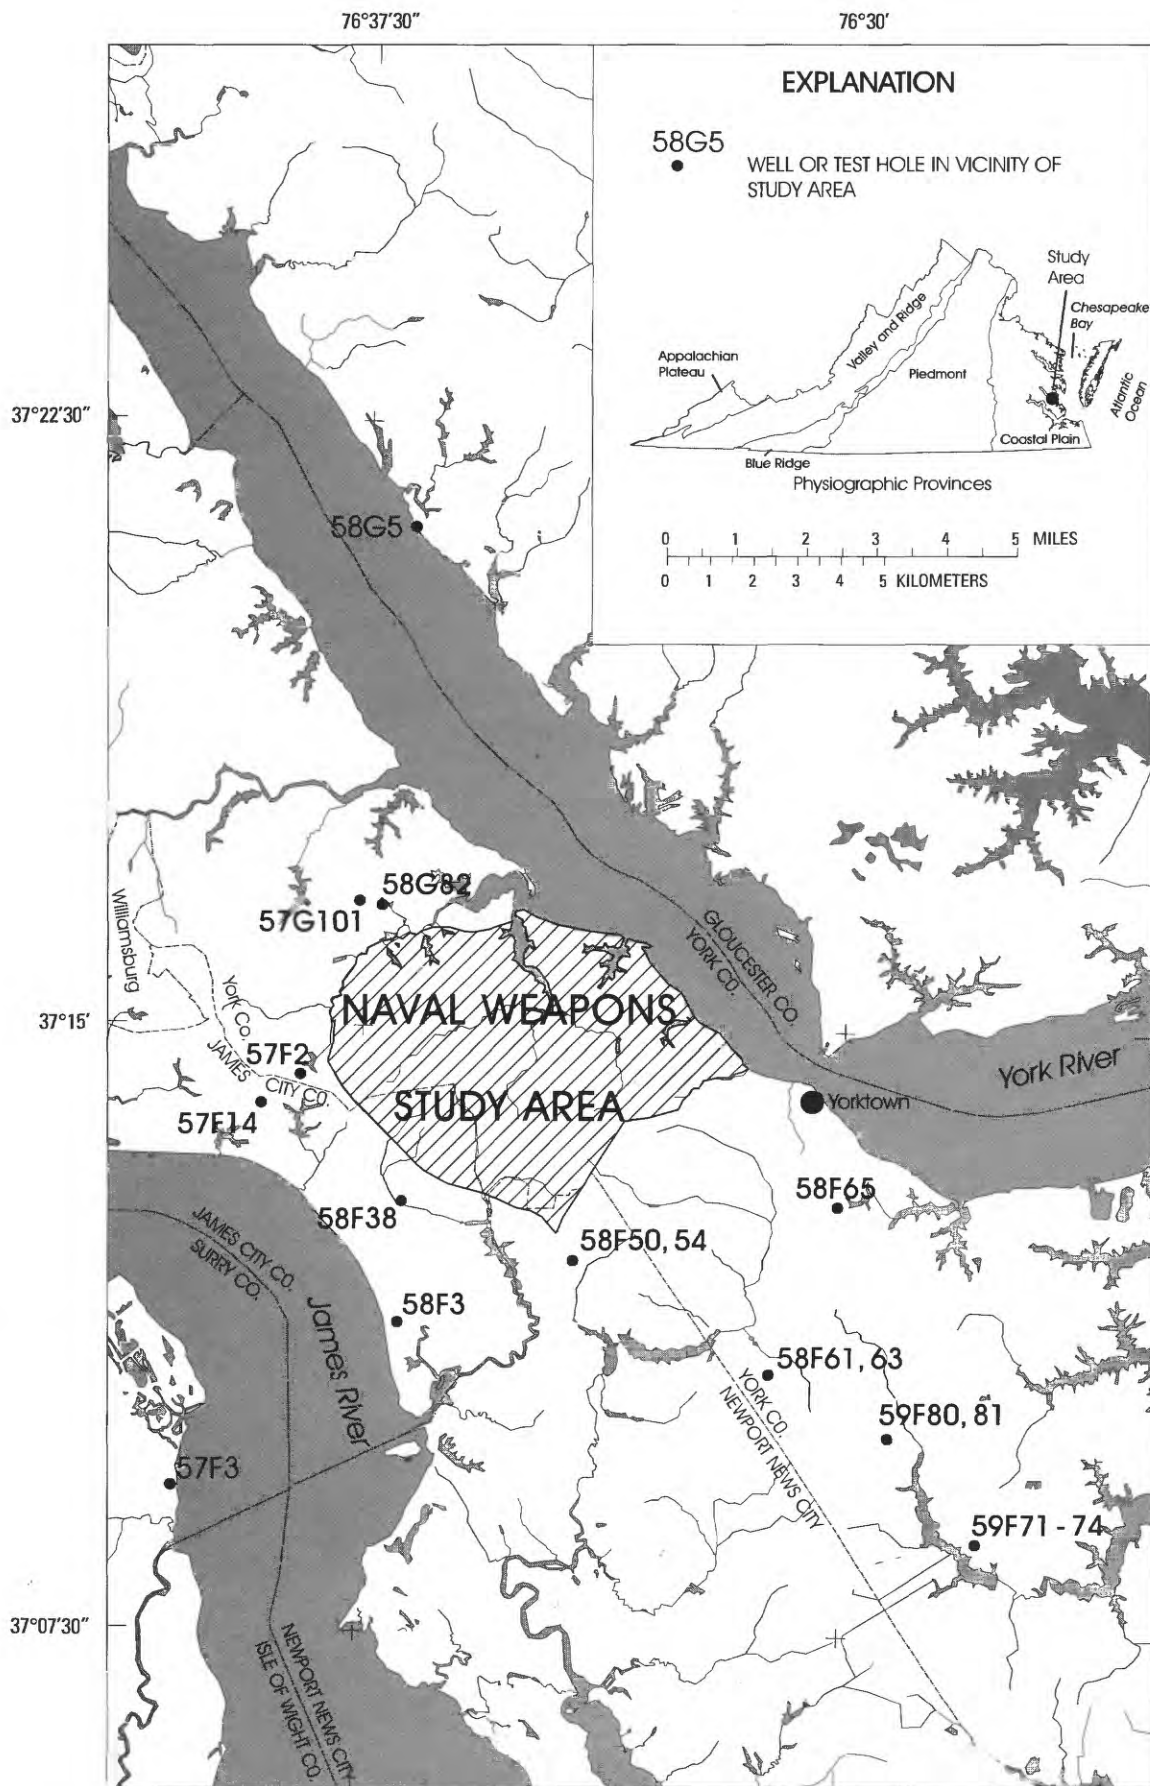 76°37'30"
76°30'
EXPLANATION
58G5
WELL OR TEST HOLE IN VICINITY OF
STUDY AREA
Study
Area
Chesapeake
Bay
Valley and Ridge
Appalachian
Plateau
Piedmont
Atlantic
Ocean
Coastal Plain
Blue Ridge
Physiographic Provinces
37°22'30"
58G5
0 1 2 3 4 5 MILES
0 1 2 3 4 5 KILOMETERS
58G82
57G101
Williamsburg
GLOUCESTER CO.
YORK CO.
NAVAL WEAPONS
37°15'
YORK CO.
JAMES CITY CO.
57F2
York River
STUDY AREA
Yorktown
57F14
58F65
58F38
58F50, 54
JAMES CITY CO.
SURRY CO.
58F3
James River
58F61, 63
YORK CO.
NEWPORT NEWS CITY
59F80, 81
57F3
59F71 - 74
37°07'30"
NEWPORT NEWS CITY
ISLE OF WIGHT CO.